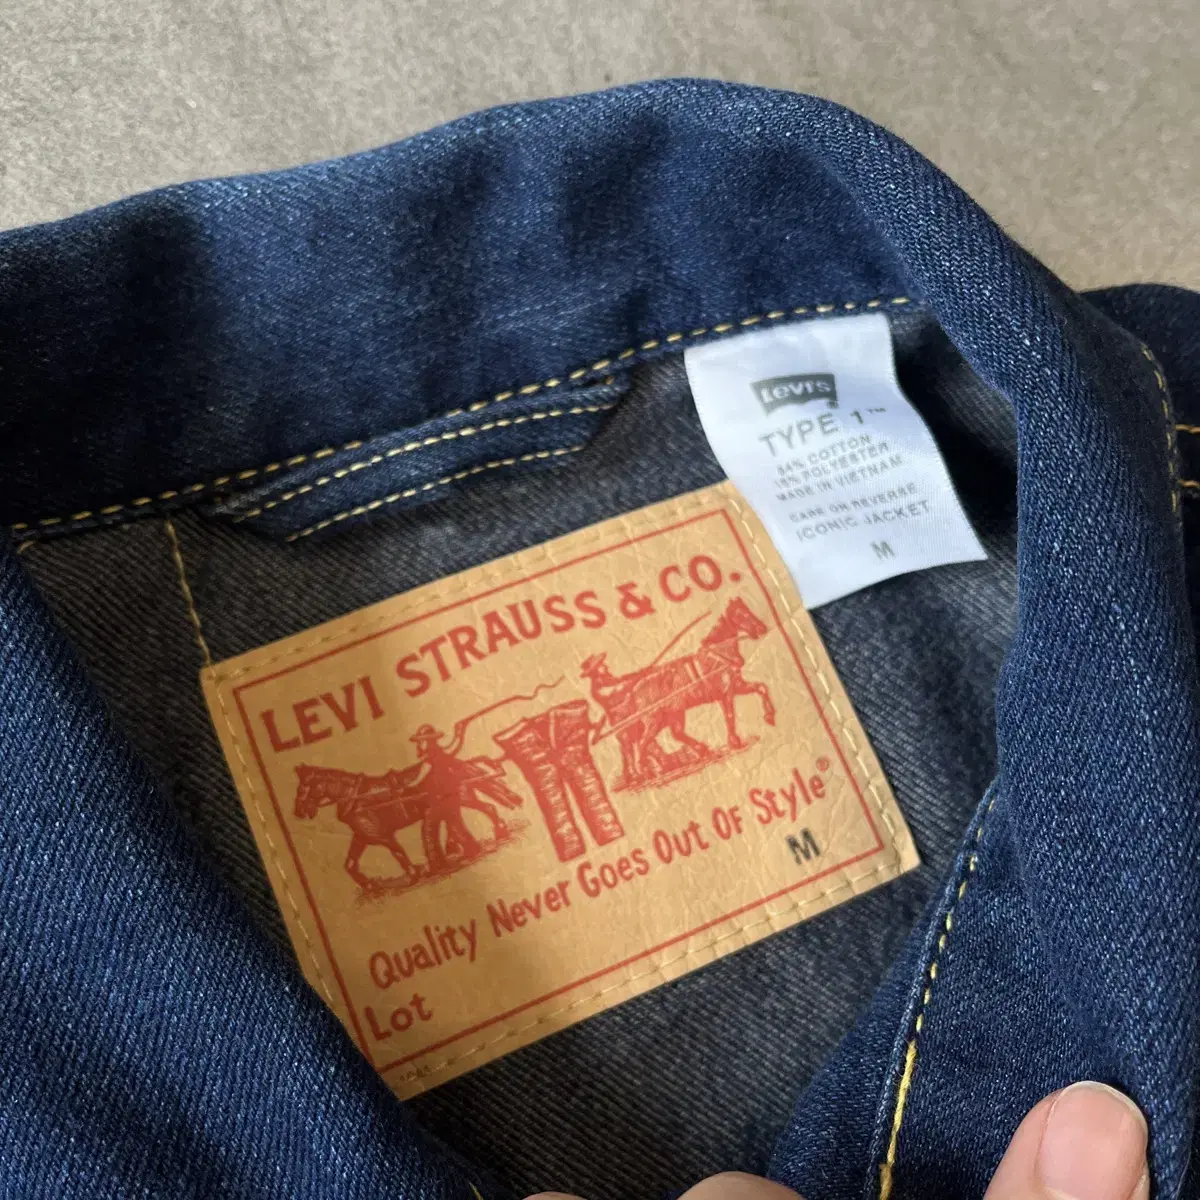 Levi's
TYPE 1™
84% COTTON
16% POLYESTER
MADE IN VIETNAM
CARE ON REVERSE
ICONIC JACKET
M
LEVI STRAUSS & CO.
Quality Never Goes Out Of Style®
M
Lot